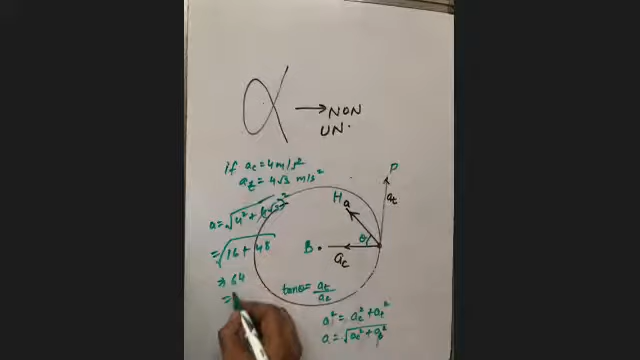 α → NON
UN.
if ac = 4 m/s²
at = 4√3 m/s²
a = √4² + (4√3)²
= √16 + 48
⇒ 64
=
P
at
H a
θ
B
ac
tanθ = at/ac
a² = ac² + at²
a = √ac² + at²